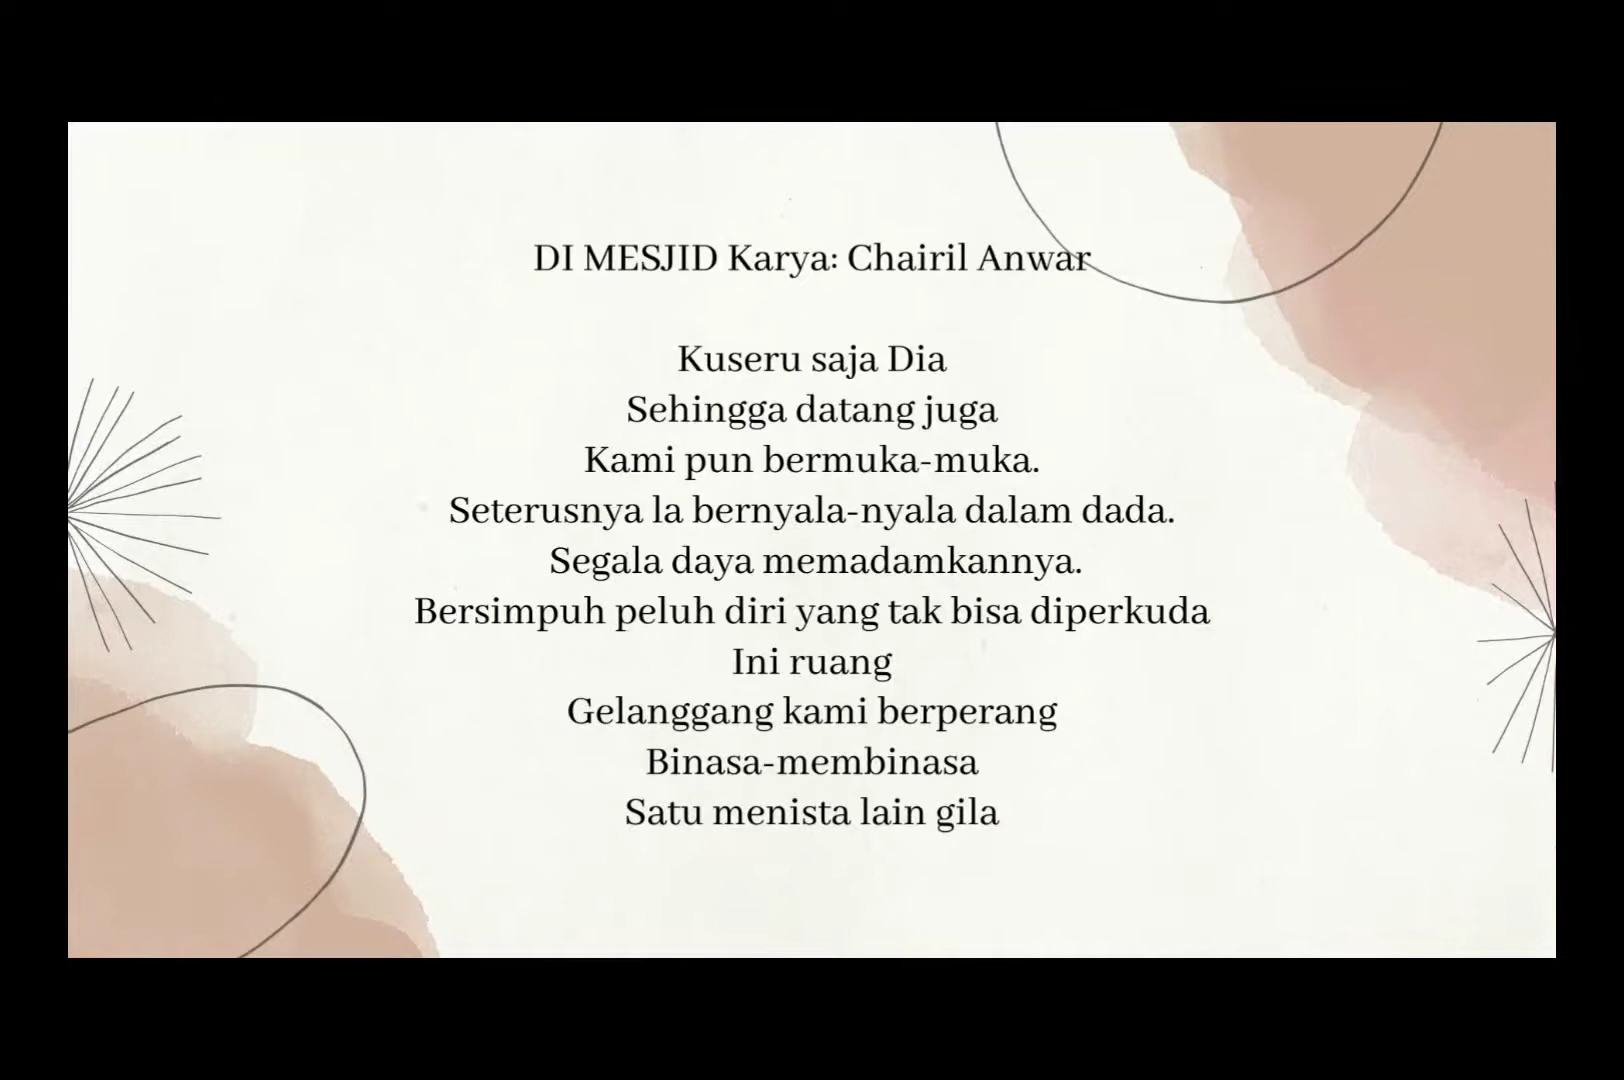 DI MESJID Karya: Chairil Anwar
Kuseru saja Dia
Sehingga datang juga
Kami pun bermuka-muka.
Seterusnya la bernyala-nyala dalam dada.
Segala daya memadamkannya.
Bersimpuh peluh diri yang tak bisa diperkuda
Ini ruang
Gelanggang kami berperang
Binasa-membinasa
Satu menista lain gila